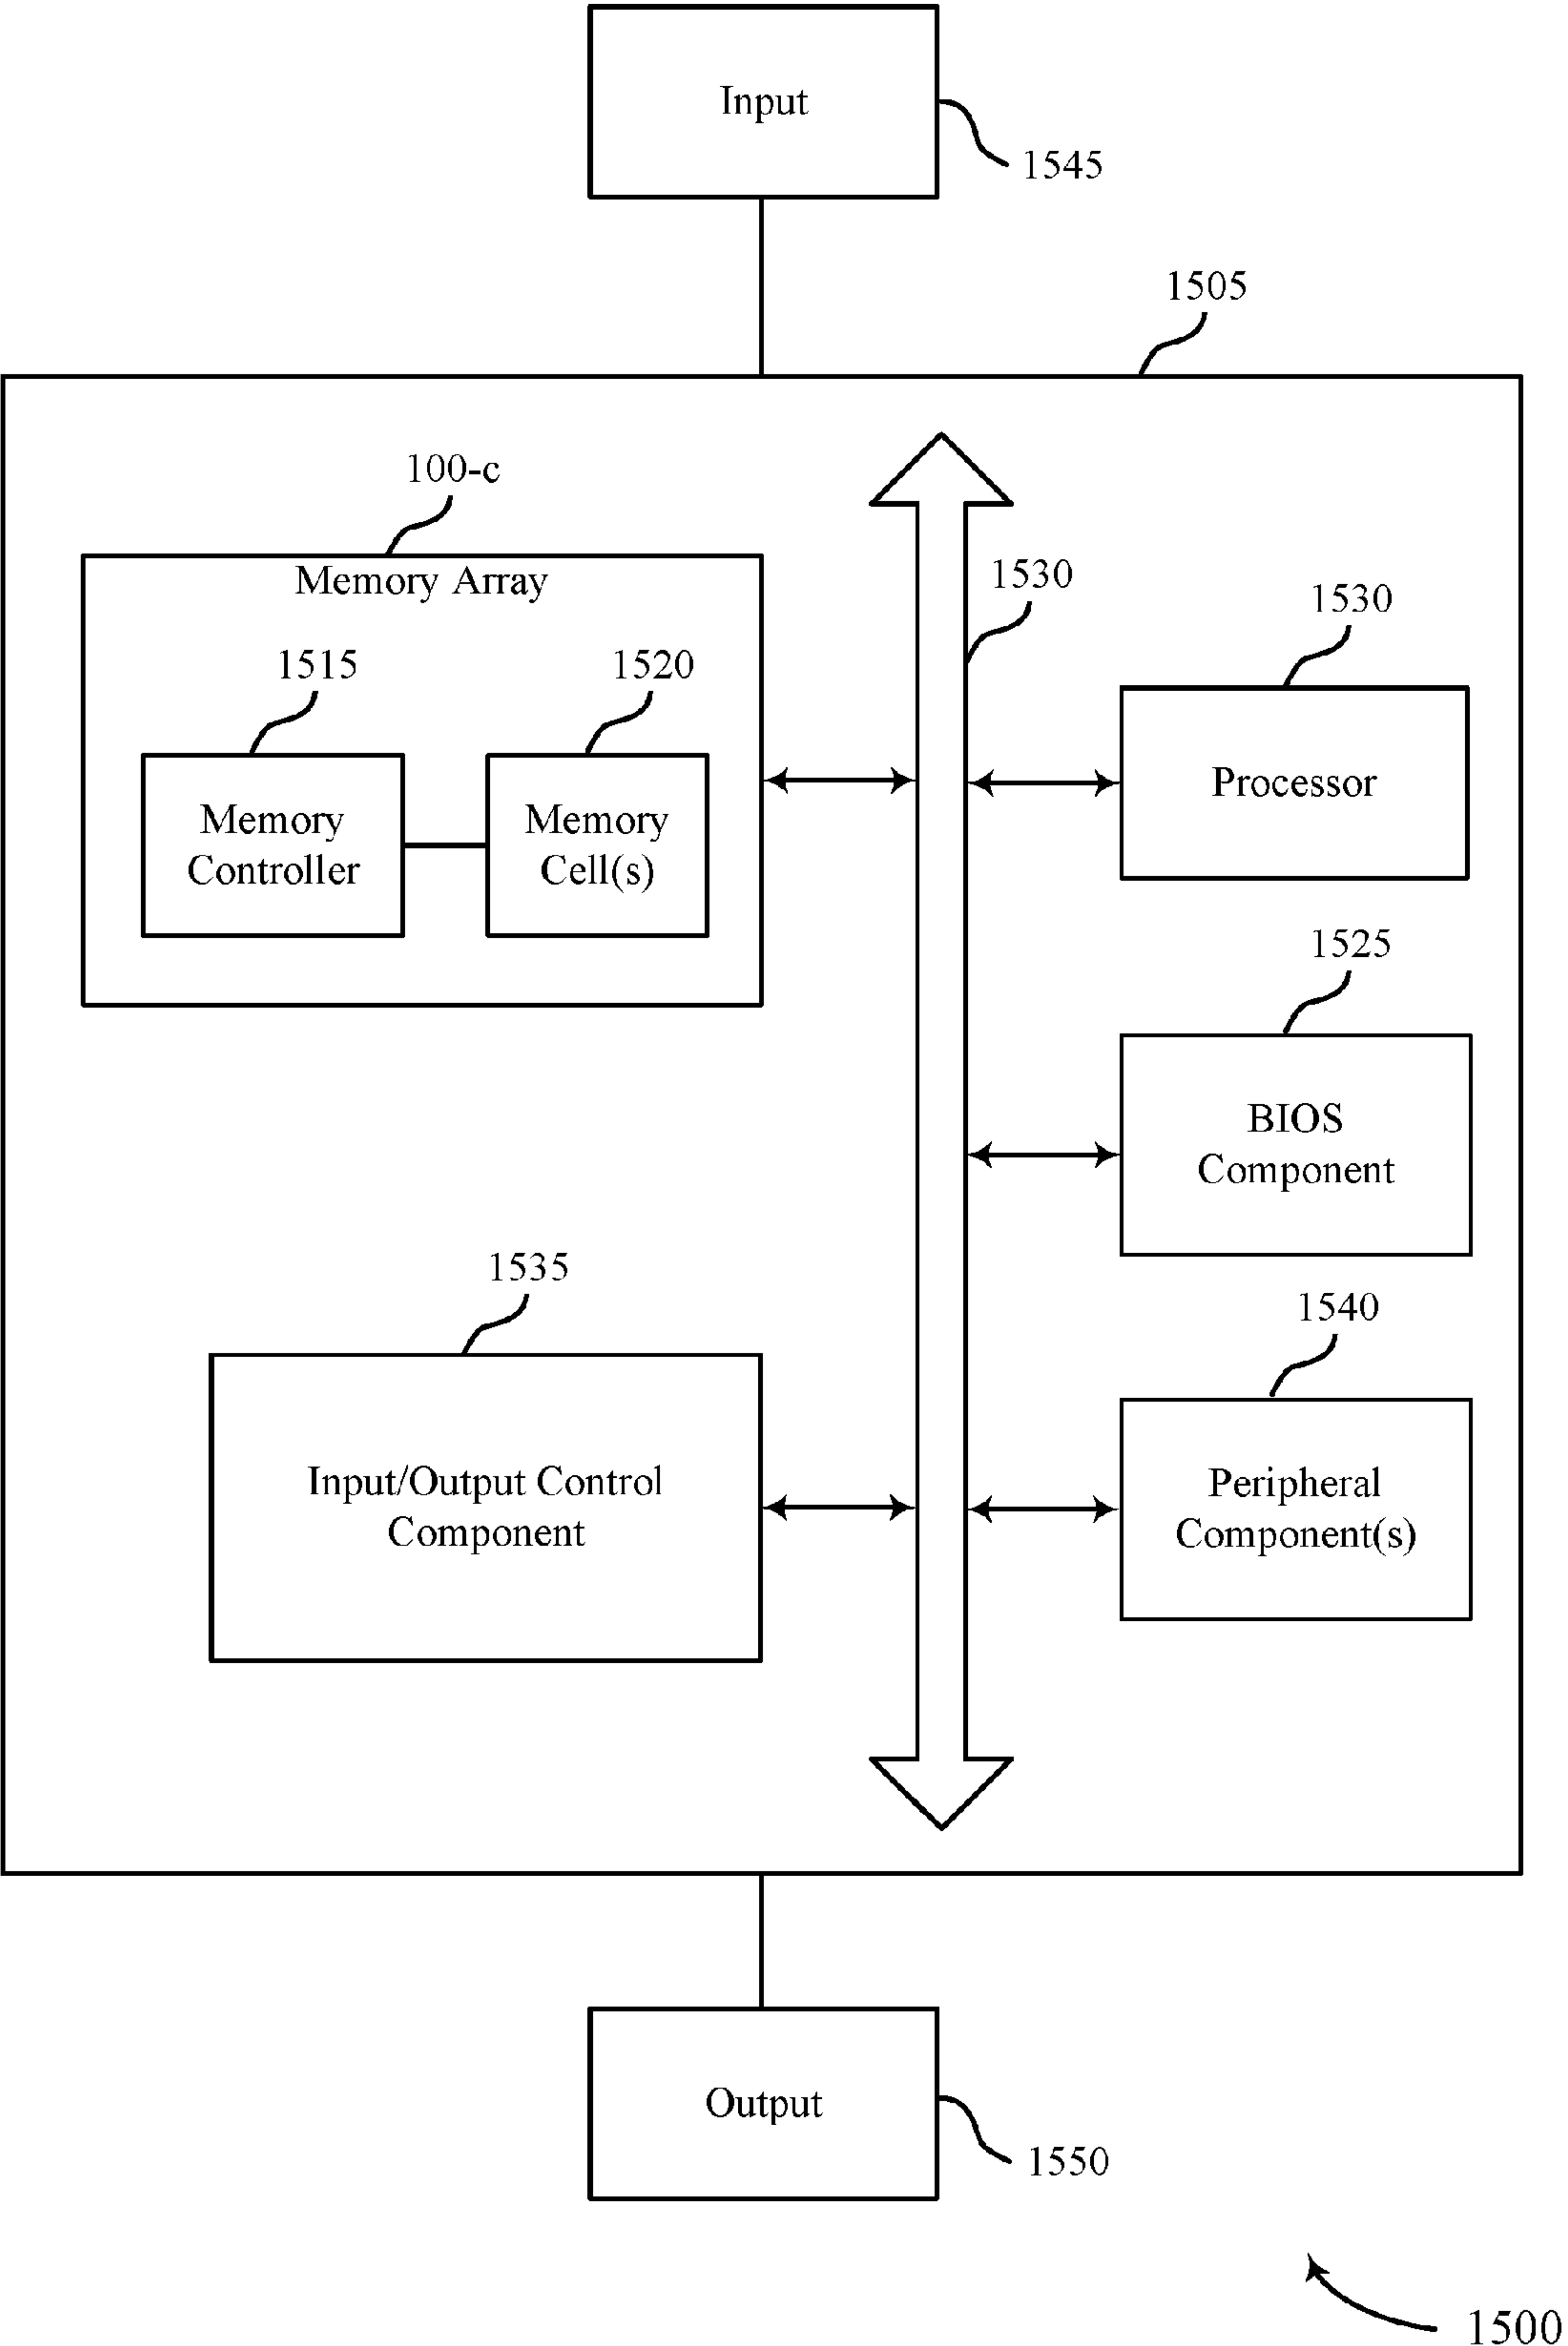 Input
1545
1505
100-c
Memory Array
1530
1530
1515
1520
Memory
Controller
Memory
Cell(s)
Processor
1525
BIOS
Component
1535
1540
Input/Output Control
Component
Peripheral
Component(s)
Output
1550
1500